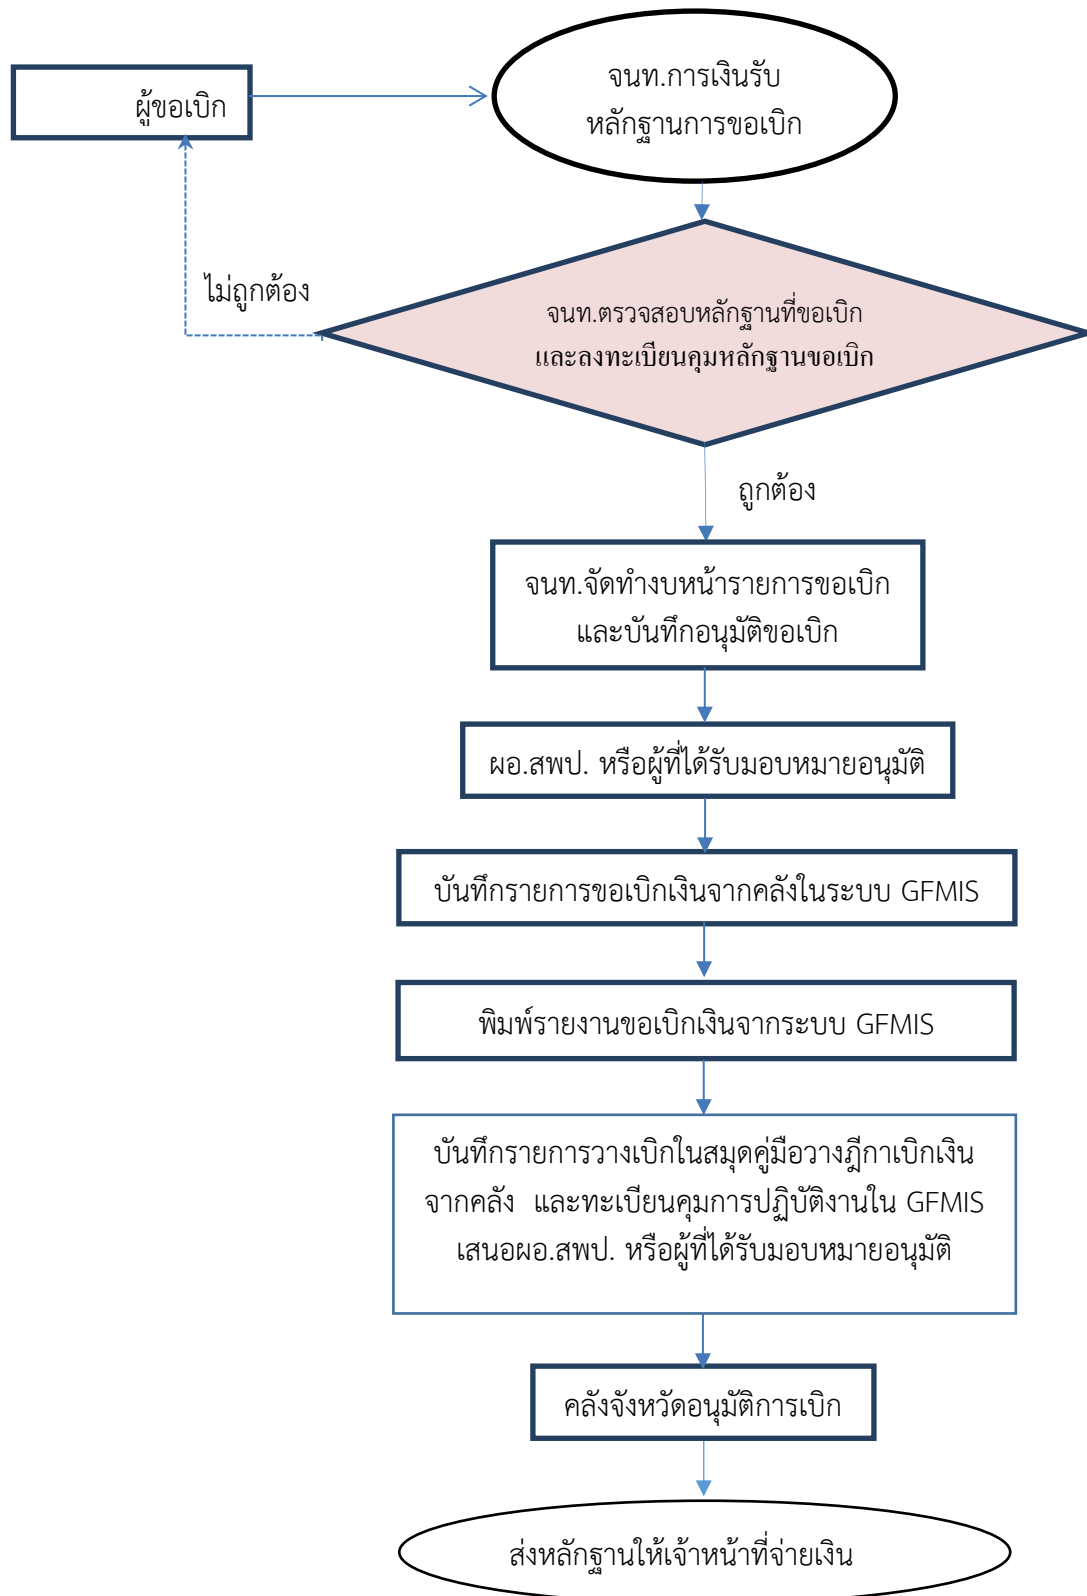 จนท.การเงินรับ
หลักฐานการขอเบิก
ผู้ขอเบิก
ไม่ถูกต้อง
จนท.ตรวจสอบหลักฐานที่ขอเบิก
และลงทะเบียนคุมหลักฐานขอเบิก
ถูกต้อง
จนท.จัดทำงบหน้ารายการขอเบิก
และบันทึกอนุมัติขอเบิก
ผอ.สพป. หรือผู้ที่ได้รับมอบหมายอนุมัติ
บันทึกรายการขอเบิกเงินจากคลังในระบบ GFMIS
พิมพ์รายงานขอเบิกเงินจากระบบ GFMIS
บันทึกรายการวางเบิกในสมุดคู่มือวางฎีกาเบิกเงิน
จากคลัง และทะเบียนคุมการปฏิบัติงานใน GFMIS
เสนอผอ.สพป. หรือผู้ที่ได้รับมอบหมายอนุมัติ
คลังจังหวัดอนุมัติการเบิก
ส่งหลักฐานให้เจ้าหน้าที่จ่ายเงิน